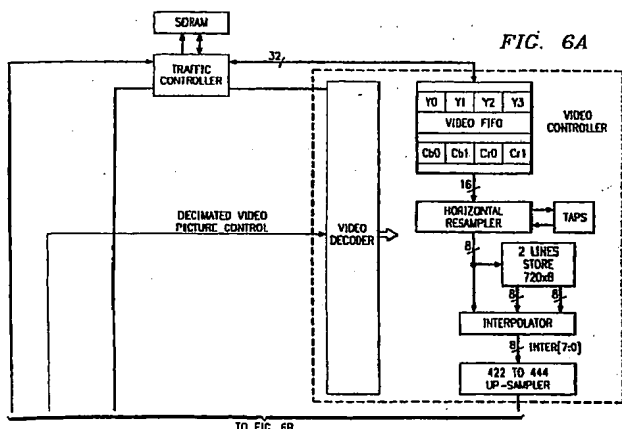 FIG. 6A
SDRAM
TRAFFIC
CONTROLLER
32
Y0 Y1 Y2 Y3
VIDEO FIFO
Cb0 Cb1 Cr0 Cr1
VIDEO
CONTROLLER
16
HORIZONTAL
RESAMPLER
TAPS
DECIMATED VIDEO
PICTURE CONTROL
VIDEO
DECODER
8
2 LINES
STORE
720x8
8
8
INTERPOLATOR
8
INTER[7:0]
422 TO 444
UP-SAMPLER
TO FIG. 6B